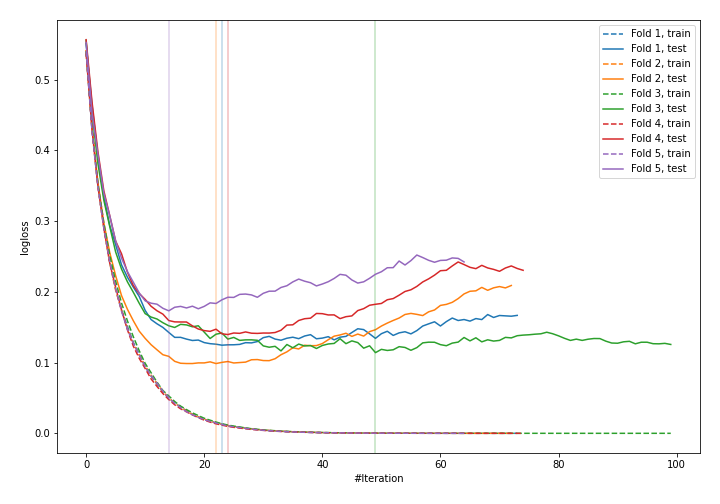 Fold 1, train
Fold 1, test
Fold 2, train
Fold 2, test
Fold 3, train
Fold 3, test
Fold 4, train
Fold 4, test
Fold 5, train
Fold 5, test
logloss
0.5
0.4
0.3
0.2
0.1
0.0
0 20 40 60 80 100
#Iteration